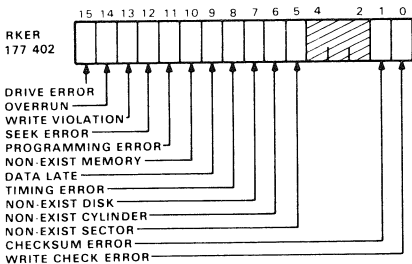 15 14 13 12 11 10 9 8 7 6 5 4 2 1 0
RKER
177 402
DRIVE ERROR
OVERRUN
WRITE VIOLATION
SEEK ERROR
PROGRAMMING ERROR
NON-EXIST MEMORY
DATA LATE
TIMING ERROR
NON-EXIST DISK
NON-EXIST CYLINDER
NON-EXIST SECTOR
CHECKSUM ERROR
WRITE CHECK ERROR